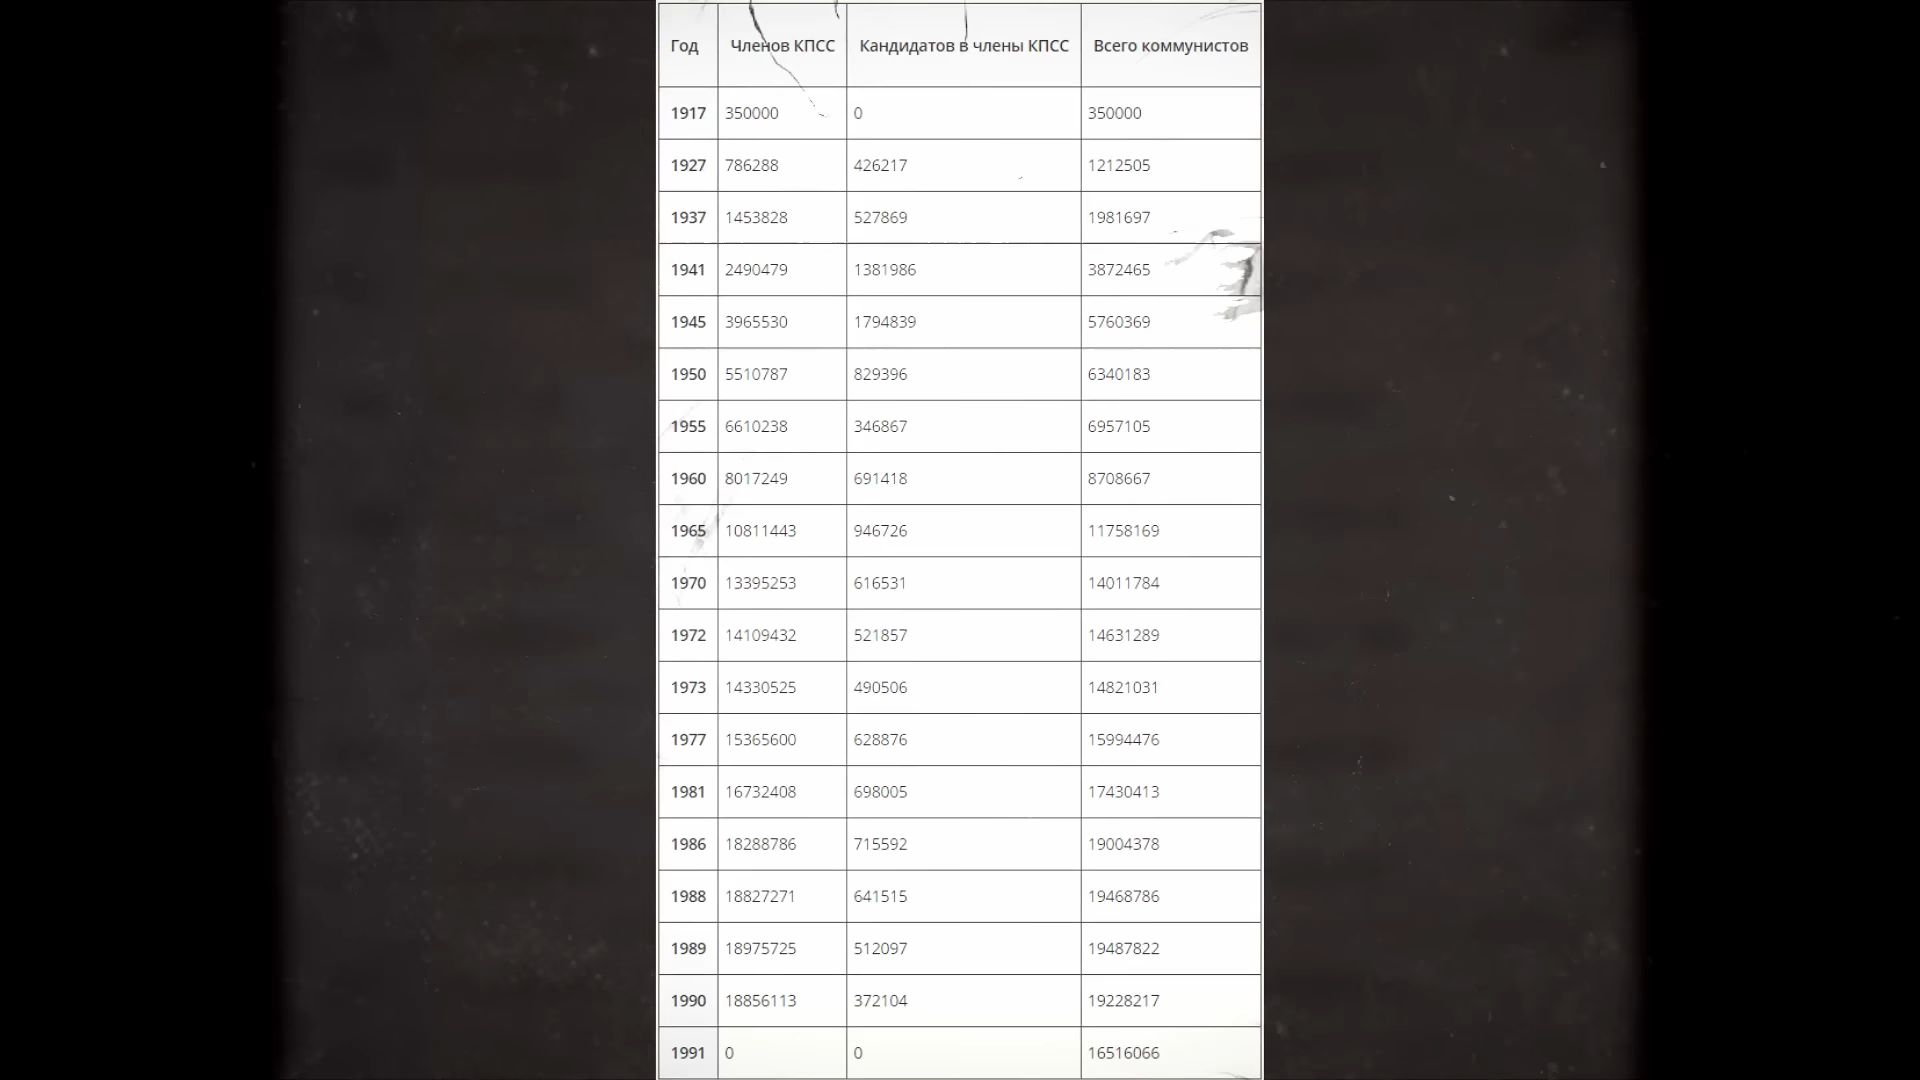 Год Членов КПСС Кандидатов в члены КПСС Всего коммунистов
1917 350000 0 350000
1927 786288 426217 1212505
1937 1453828 527869 1981697
1941 2490479 1381986 3872465
1945 3965530 1794839 5760369
1950 5510787 829396 6340183
1955 6610238 346867 6957105
1960 8017249 691418 8708667
1965 10811443 946726 11758169
1970 13395253 616531 14011784
1972 14109432 521857 14631289
1973 14330525 490506 14821031
1977 15365600 628876 15994476
1981 16732408 698005 17430413
1986 18288786 715592 19004378
1988 18827271 641515 19468786
1989 18975725 512097 19487822
1990 18856113 372104 19228217
1991 0 0 16516066